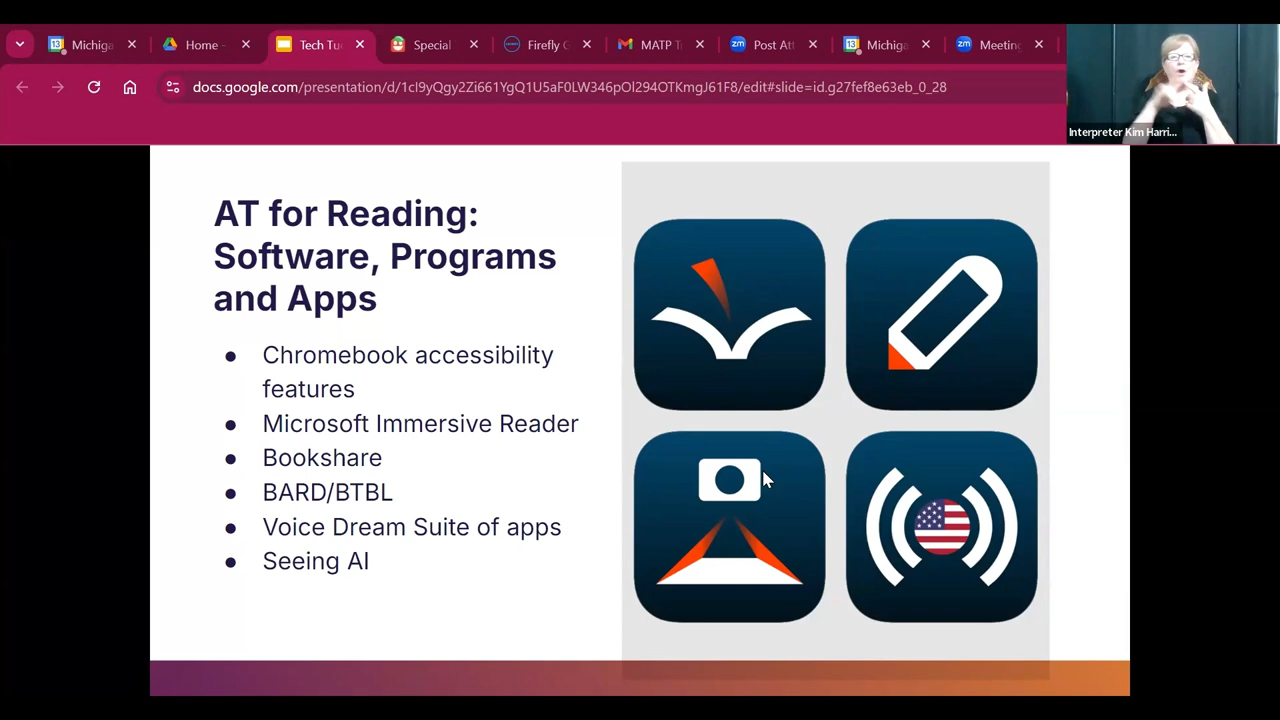 Michiga
Home -
Tech Tu
Special
Firefly
MATP T
Post Att
Michiga
Meeting
docs.google.com/presentation/d/1cI9yQgy2Zi661YgQ1U5aF0LW346pOl294OTKmgJ61F8/edit#slide=id.g27fef8e63eb_0_28
Interpreter Kim Harri...
AT for Reading:
Software, Programs
and Apps
● Chromebook accessibility
features
● Microsoft Immersive Reader
● Bookshare
● BARD/BTBL
● Voice Dream Suite of apps
● Seeing AI